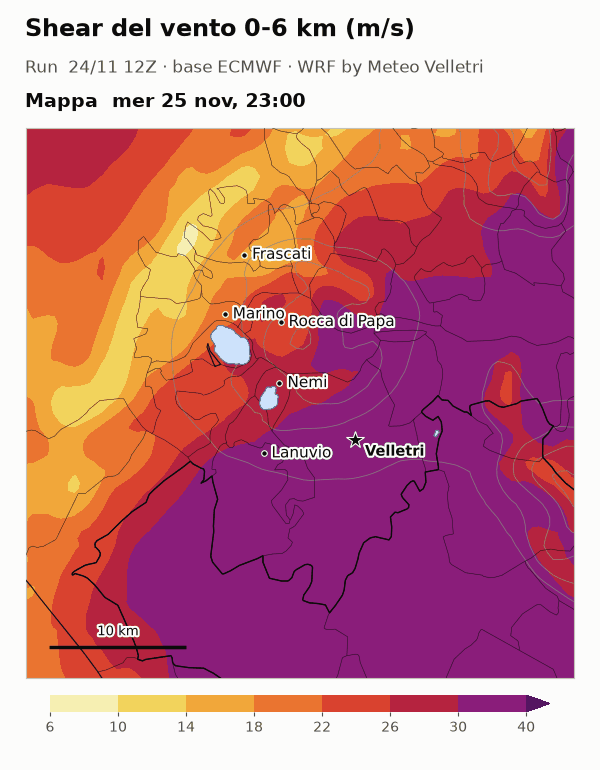 Shear del vento 0-6 km (m/s)
Run  24/11 12Z · base ECMWF · WRF by Meteo Velletri
Mappa  mer 25 nov, 23:00
Frascati
Marino
Rocca di Papa
Nemi
Velletri
Lanuvio
10 km
6 10 14 18 22 26 30 40